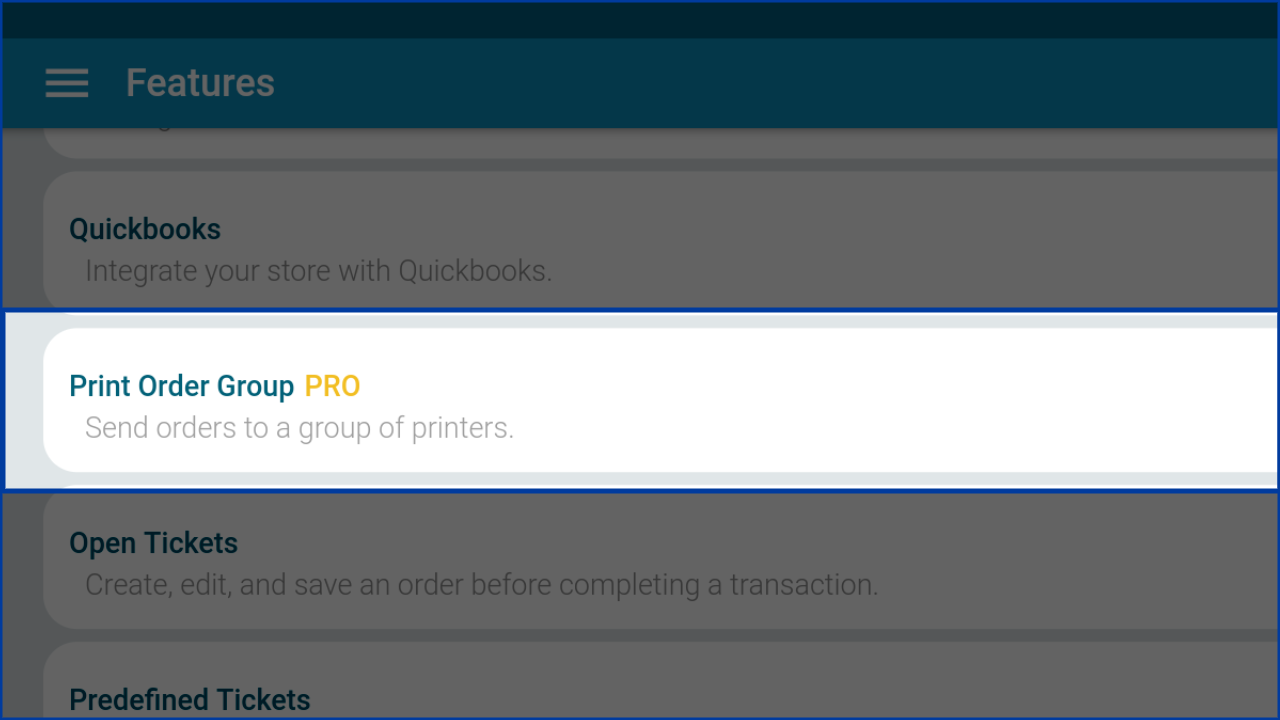 Features
Quickbooks
Integrate your store with Quickbooks.
Print Order Group PRO
Send orders to a group of printers.
Open Tickets
Create, edit, and save an order before completing a transaction.
Predefined Tickets